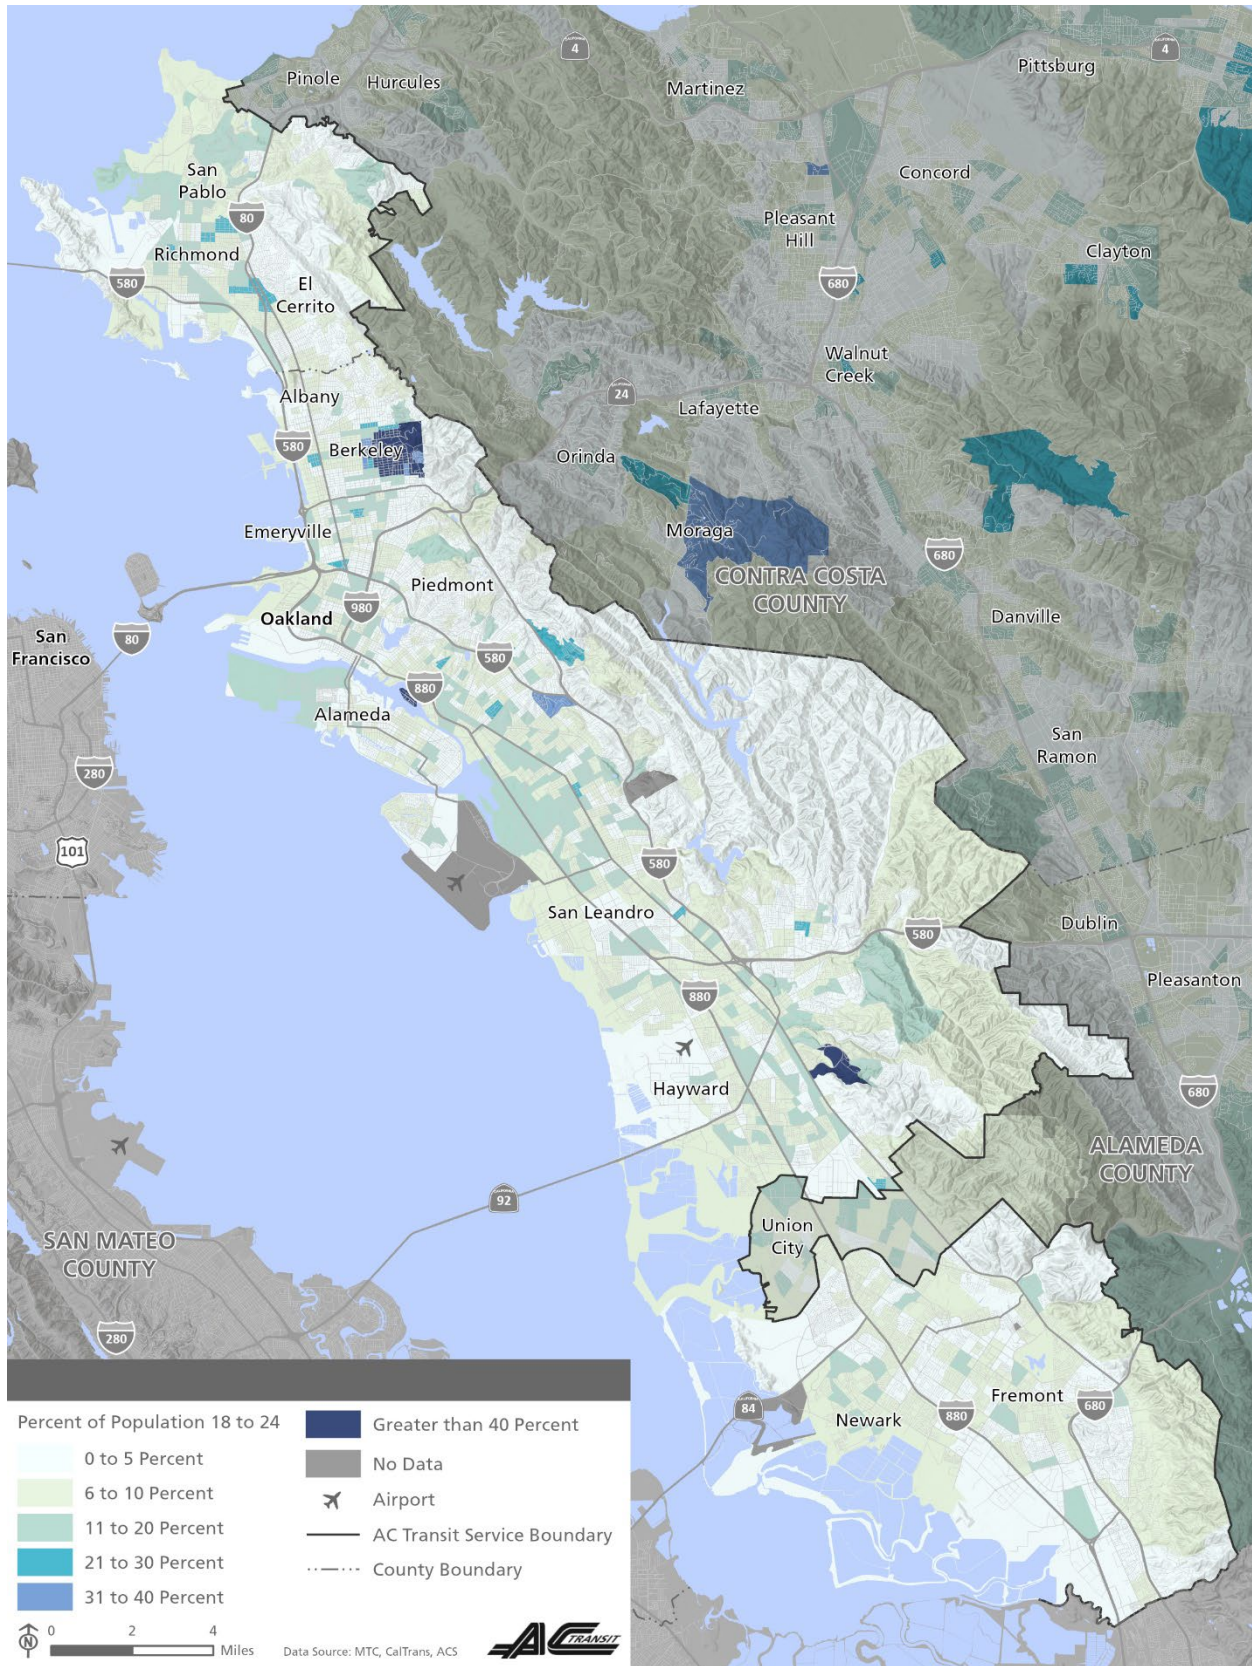 4
4
Pittsburg
Pinole
Hurcules
Martinez
Concord
San
Pablo
80
Pleasant
Hill
Richmond
Clayton
580
El
Cerrito
680
Walnut
Creek
Albany
24
Lafayette
580
Berkeley
Orinda
Emeryville
Moraga
680
CONTRA COSTA
COUNTY
Piedmont
980
Oakland
Danville
San
Francisco
80
580
880
Alameda
San
Ramon
280
101
580
San Leandro
Dublin
580
Pleasanton
880
Hayward
680
ALAMEDA
COUNTY
92
Union
City
SAN MATEO
COUNTY
280
Fremont
84
Newark
880
680
Percent of Population 18 to 24
0 to 5 Percent
6 to 10 Percent
11 to 20 Percent
21 to 30 Percent
31 to 40 Percent
Greater than 40 Percent
No Data
Airport
AC Transit Service Boundary
County Boundary
N
0 2 4
Miles
Data Source: MTC, CalTrans, ACS
AC TRANSIT